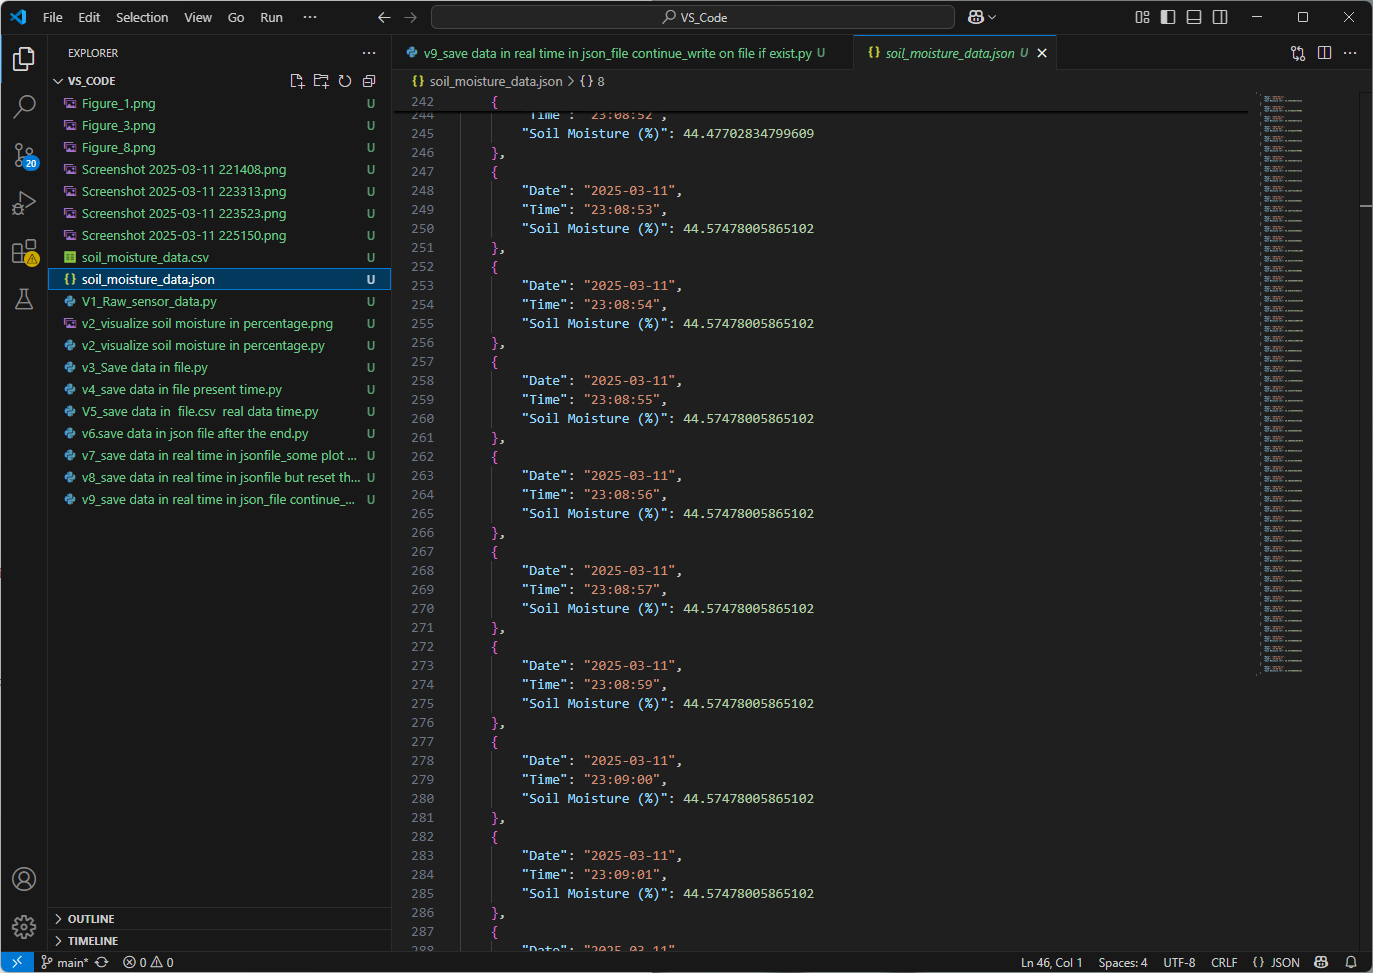 File Edit Selection View Go Run ···
VS_Code
EXPLORER
VS_CODE
Figure_1.png U
Figure_3.png U
Figure_8.png U
Screenshot 2025-03-11 221408.png U
Screenshot 2025-03-11 223313.png U
Screenshot 2025-03-11 223523.png U
Screenshot 2025-03-11 225150.png U
soil_moisture_data.csv U
soil_moisture_data.json U
V1_Raw_sensor_data.py U
v2_visualize soil moisture in percentage.png U
v2_visualize soil moisture in percentage.py U
v3_Save data in file.py U
v4_save data in file present time.py U
V5_save data in  file.csv  real data time.py U
v6.save data in json file after the end.py U
v7_save data in real time in jsonfile_some plot ... U
v8_save data in real time in jsonfile but reset th... U
v9_save data in real time in json_file continue_... U
20
OUTLINE
TIMELINE
v9_save data in real time in json_file continue_write on file if exist.py U
{} soil_moisture_data.json U
{} soil_moisture_data.json > {} 8
242 {
244 "Time": "23:08:52",
245 "Soil Moisture (%)": 44.47702834799609
246 },
247 {
248 "Date": "2025-03-11",
249 "Time": "23:08:53",
250 "Soil Moisture (%)": 44.57478005865102
251 },
252 {
253 "Date": "2025-03-11",
254 "Time": "23:08:54",
255 "Soil Moisture (%)": 44.57478005865102
256 },
257 {
258 "Date": "2025-03-11",
259 "Time": "23:08:55",
260 "Soil Moisture (%)": 44.57478005865102
261 },
262 {
263 "Date": "2025-03-11",
264 "Time": "23:08:56",
265 "Soil Moisture (%)": 44.57478005865102
266 },
267 {
268 "Date": "2025-03-11",
269 "Time": "23:08:57",
270 "Soil Moisture (%)": 44.57478005865102
271 },
272 {
273 "Date": "2025-03-11",
274 "Time": "23:08:59",
275 "Soil Moisture (%)": 44.57478005865102
276 },
277 {
278 "Date": "2025-03-11",
279 "Time": "23:09:00",
280 "Soil Moisture (%)": 44.57478005865102
281 },
282 {
283 "Date": "2025-03-11",
284 "Time": "23:09:01",
285 "Soil Moisture (%)": 44.57478005865102
286 },
287 {
288 "Date": "2025-03-11",
main* 0 0 Ln 46, Col 1 Spaces: 4 UTF-8 CRLF {} JSON